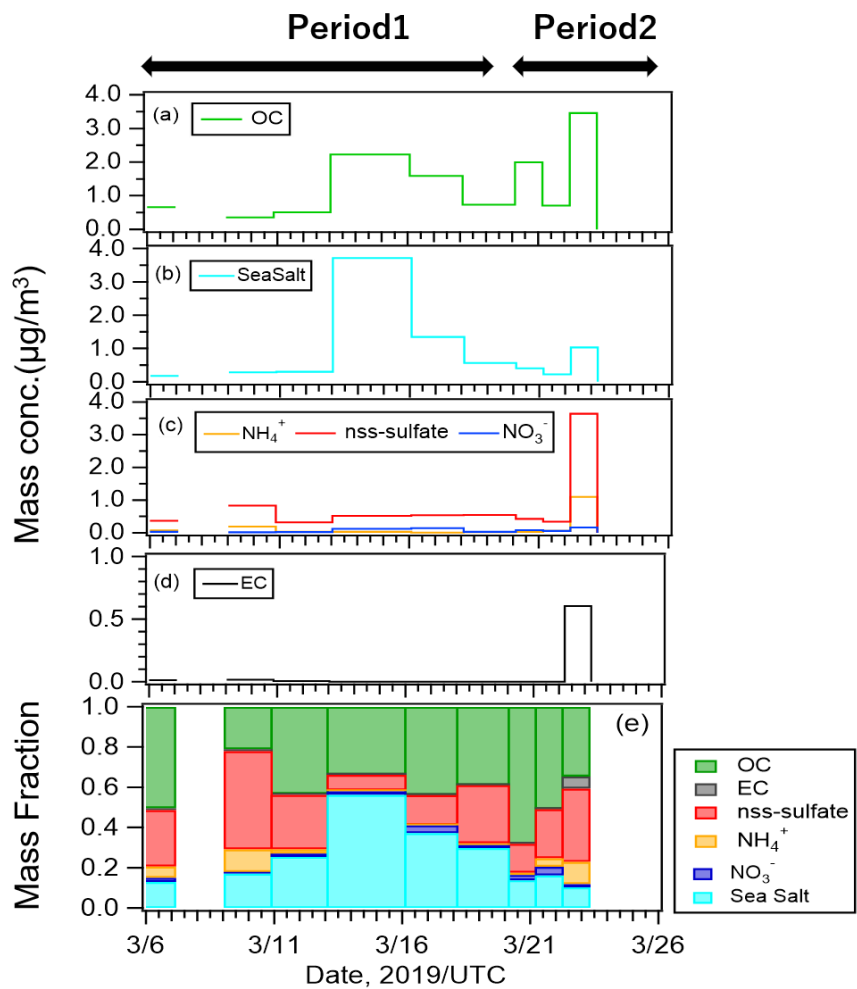 Period1 Period2
(a) OC
4.0
3.0
2.0
1.0
0.0
(b) SeaSalt
4.0
3.0
2.0
1.0
0.0
(c) NH₄⁺ nss-sulfate NO₃⁻
4.0
3.0
2.0
1.0
0.0
(d) EC
1.0
0.5
0.0
Mass conc.(μg/m³)
(e)
1.0
0.8
0.6
0.4
0.2
0.0
Mass Fraction
OC
EC
nss-sulfate
NH₄⁺
NO₃⁻
Sea Salt
3/6 3/11 3/16 3/21 3/26
Date, 2019/UTC